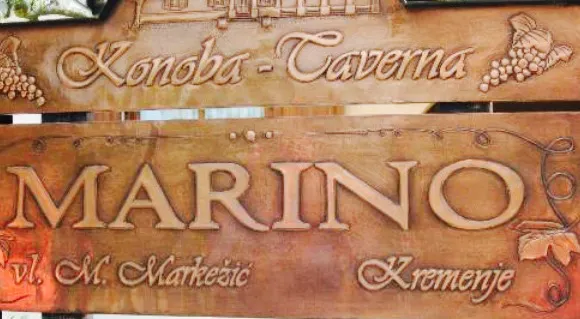 Konoba - Taverna
MARINO
vl. M. Markežić Kremenje